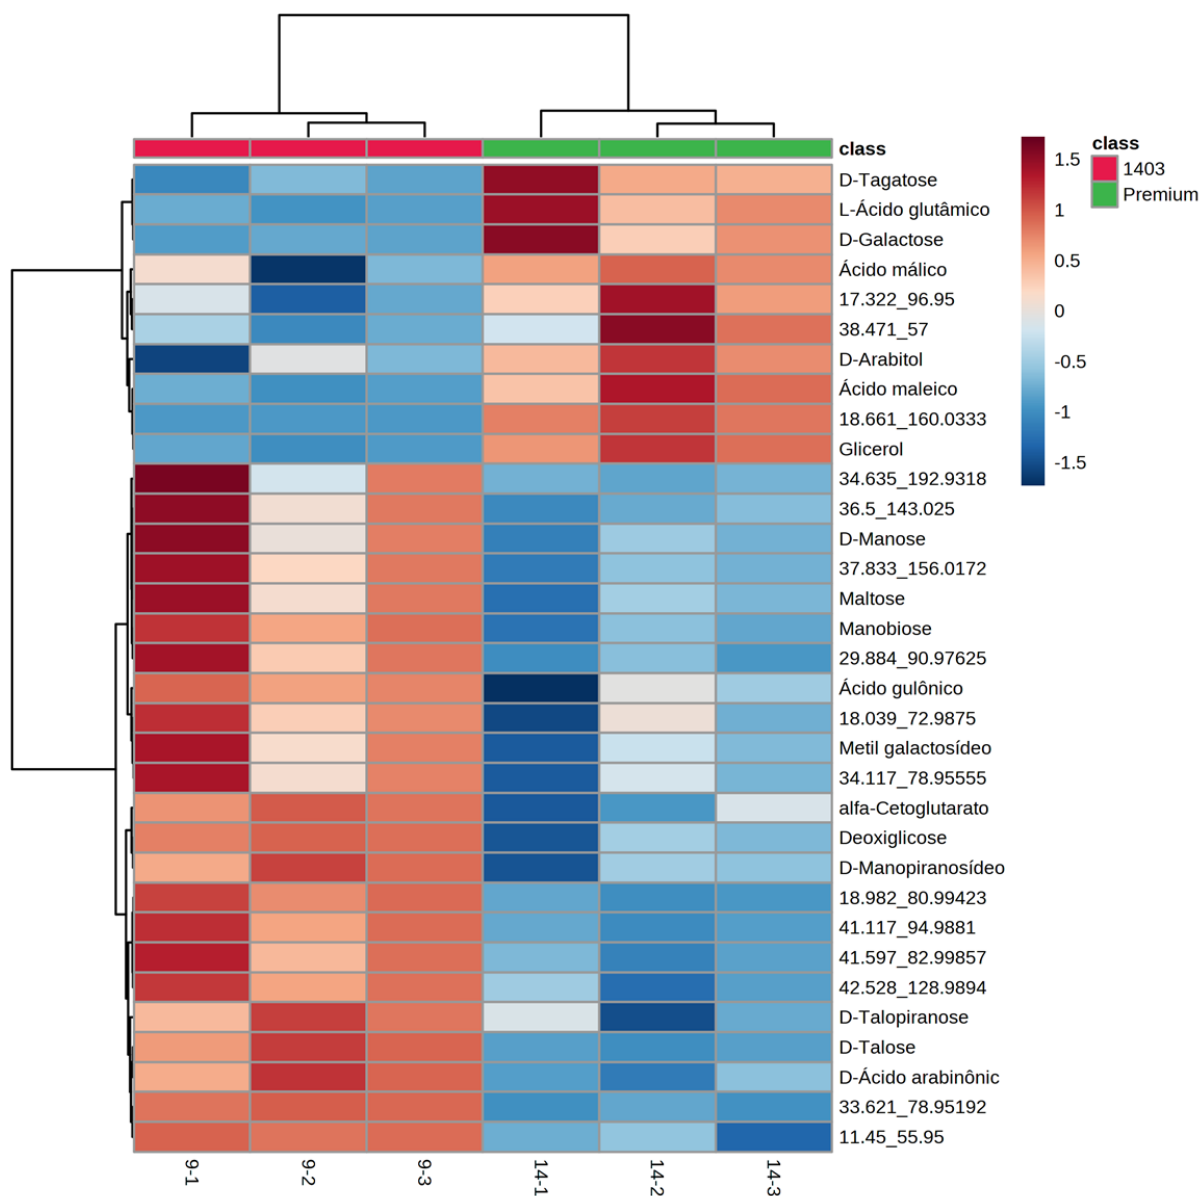 class
D-Tagatose
L-Ácido glutâmico
D-Galactose
Ácido málico
17.322_96.95
38.471_57
D-Arabitol
Ácido maleico
18.661_160.0333
Glicerol
34.635_192.9318
36.5_143.025
D-Manose
37.833_156.0172
Maltose
Manobiose
29.884_90.97625
Ácido gulônico
18.039_72.9875
Metil galactosídeo
34.117_78.95555
alfa-Cetoglutarato
Deoxiglicose
D-Manopiranosídeo
18.982_80.99423
41.117_94.9881
41.597_82.99857
42.528_128.9894
D-Talopiranose
D-Talose
D-Ácido arabinônic
33.621_78.95192
11.45_55.95
9-1
9-2
9-3
14-1
14-2
14-3
1.5
1
0.5
0
-0.5
-1
-1.5
class
1403
Premium